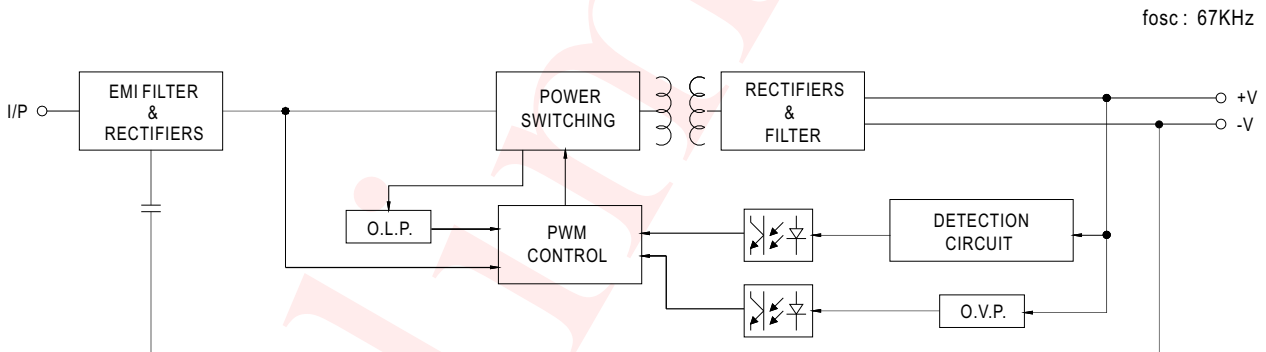 fosc : 67KHz
I/P
EMI FILTER
&
RECTIFIERS
POWER
SWITCHING
RECTIFIERS
&
FILTER
+V
-V
O.L.P.
PWM
CONTROL
DETECTION
CIRCUIT
O.V.P.